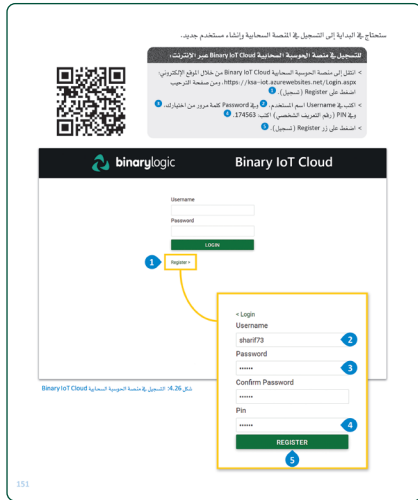 ستحتاج في البداية إلى التسجيل في المنصة السحابية وإنشاء مستخدم جديد.
للتسجيل في منصة الحوسبة السحابية Binary IoT Cloud عبر الإنترنت:
> انتقل إلى منصة الحوسبة السحابية Binary IoT Cloud من خلال الموقع الإلكتروني:
https://ksa-iot.azurewebsites.net/Login.aspx، ومن صفحة الترحيب
اضغط على Register (تسجيل). 1
> اكتب في Username اسم المستخدم، 2 وفي Password كلمة مرور من اختيارك، 3
وفي PIN (رقم التعريف الشخصي) اكتب: 174563. 4
> اضغط على زر Register (تسجيل). 5
binarylogic
Binary IoT Cloud
Username
Password
LOGIN
1 Register >
< Login
Username
sharif73 2
Password
•••••• 3
Confirm Password
••••••
Pin
•••••• 4
REGISTER
5
شكل 4.26: التسجيل في منصة الحوسبة السحابية Binary IoT Cloud
151